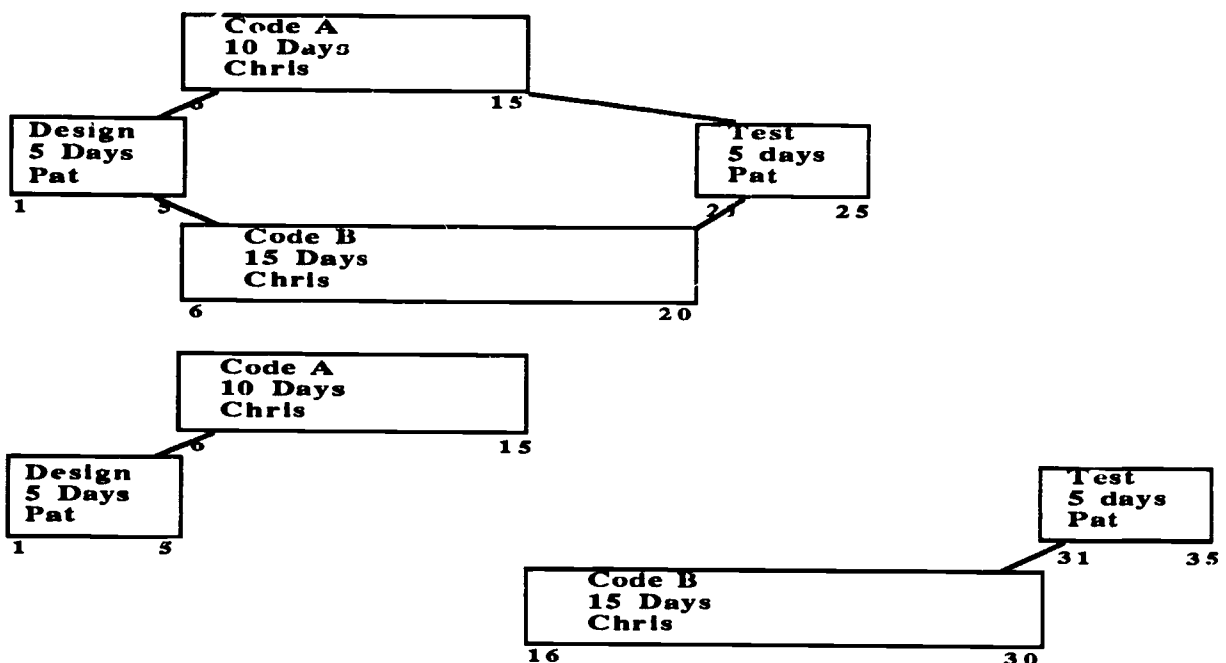 Code A
10 Days
Chris
6 15
Design
5 Days
Pat
1 5
Test
5 days
Pat
25
Code B
15 Days
Chris
6 20
Code A
10 Days
Chris
6 15
Design
5 Days
Pat
1 5
Test
5 days
Pat
31 35
Code B
15 Days
Chris
16 30